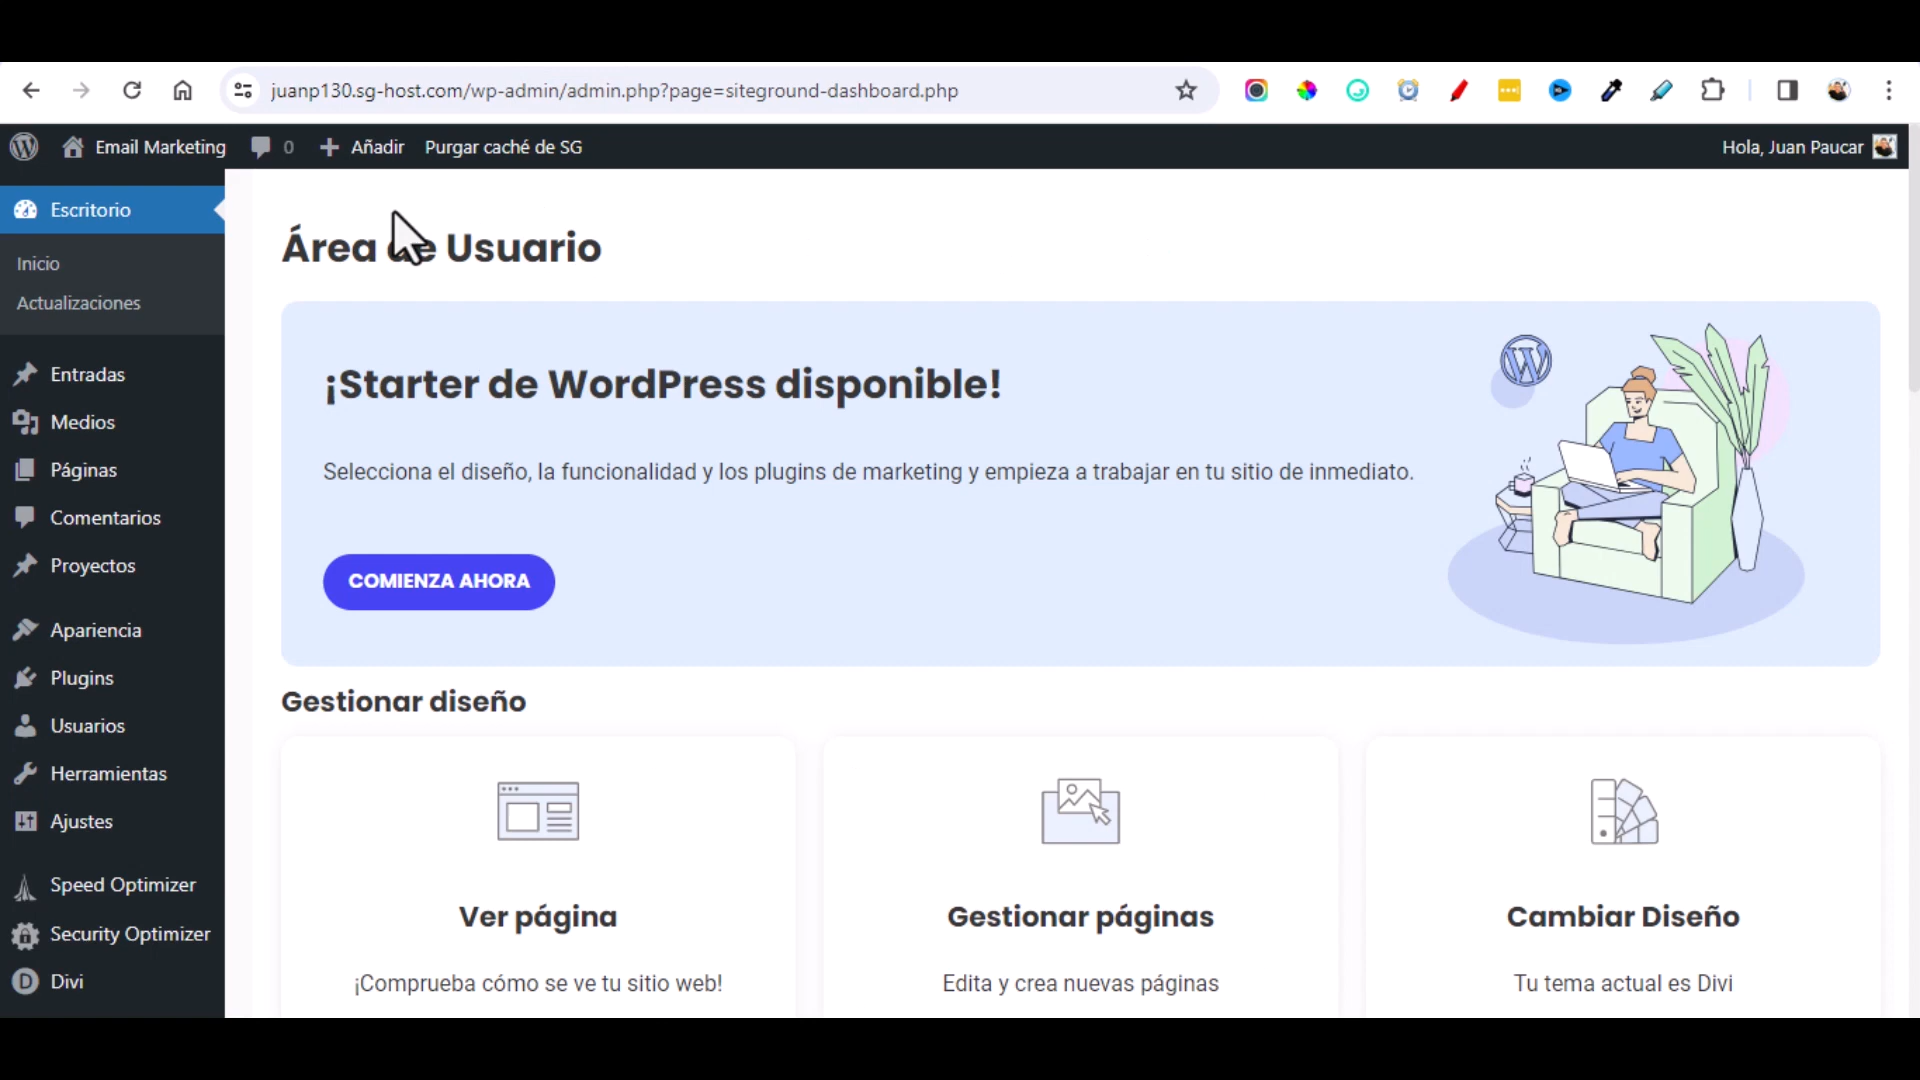 juanp130.sg-host.com/wp-admin/admin.php?page=siteground-dashboard.php
Email Marketing
0
Añadir
Purgar caché de SG
Hola, Juan Paucar
Escritorio
Inicio
Actualizaciones
Entradas
Medios
Páginas
Comentarios
Proyectos
Apariencia
Plugins
Usuarios
Herramientas
Ajustes
Speed Optimizer
Security Optimizer
Divi
Área de Usuario
¡Starter de WordPress disponible!
Selecciona el diseño, la funcionalidad y los plugins de marketing y empieza a trabajar en tu sitio de inmediato.
COMIENZA AHORA
Gestionar diseño
Ver página
¡Comprueba cómo se ve tu sitio web!
Gestionar páginas
Edita y crea nuevas páginas
Cambiar Diseño
Tu tema actual es Divi